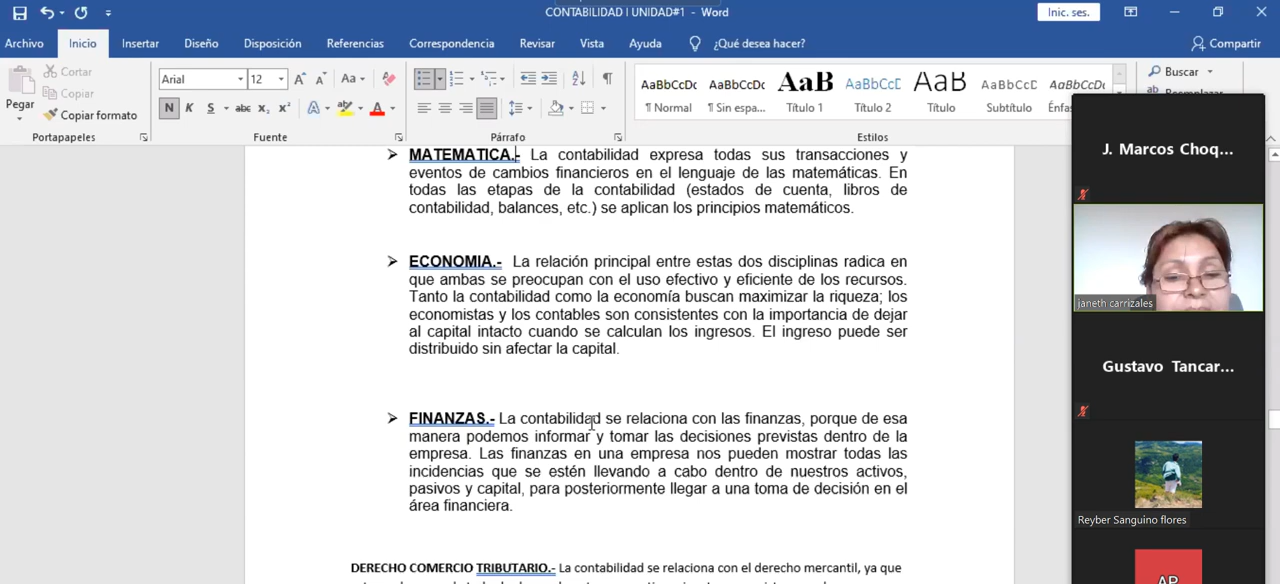 CONTABILIDAD I UNIDAD#1 - Word
Inic. ses.
Archivo Inicio Insertar Diseño Disposición Referencias Correspondencia Revisar Vista Ayuda ¿Qué desea hacer? Compartir
Pegar
Cortar
Copiar
Copiar formato
Portapapeles
Arial 12
Aa
N K S abc x₂ x² A A
Fuente
Párrafo
AaBbCcDc AaBbCcDc AaB AaBbCcD AaB AaBbCcD AaBbCcDc
¶ Normal ¶ Sin espa... Título 1 Título 2 Título Subtítulo
Estilos
Buscar
MATEMATICA.- La contabilidad expresa todas sus transacciones y
eventos de cambios financieros en el lenguaje de las matemáticas. En
todas las etapas de la contabilidad (estados de cuenta, libros de
contabilidad, balances, etc.) se aplican los principios matemáticos.
ECONOMIA.- La relación principal entre estas dos disciplinas radica en
que ambas se preocupan con el uso efectivo y eficiente de los recursos.
Tanto la contabilidad como la economía buscan maximizar la riqueza; los
economistas y los contables son consistentes con la importancia de dejar
al capital intacto cuando se calculan los ingresos. El ingreso puede ser
distribuido sin afectar la capital.
FINANZAS.- La contabilidad se relaciona con las finanzas, porque de esa
manera podemos informar y tomar las decisiones previstas dentro de la
empresa. Las finanzas en una empresa nos pueden mostrar todas las
incidencias que se estén llevando a cabo dentro de nuestros activos,
pasivos y capital, para posteriormente llegar a una toma de decisión en el
área financiera.
DERECHO COMERCIO TRIBUTARIO.- La contabilidad se relaciona con el derecho mercantil, ya que
J. Marcos Choq...
janeth carrizales
Gustavo Tancar...
Reyber Sanguino flores
AP